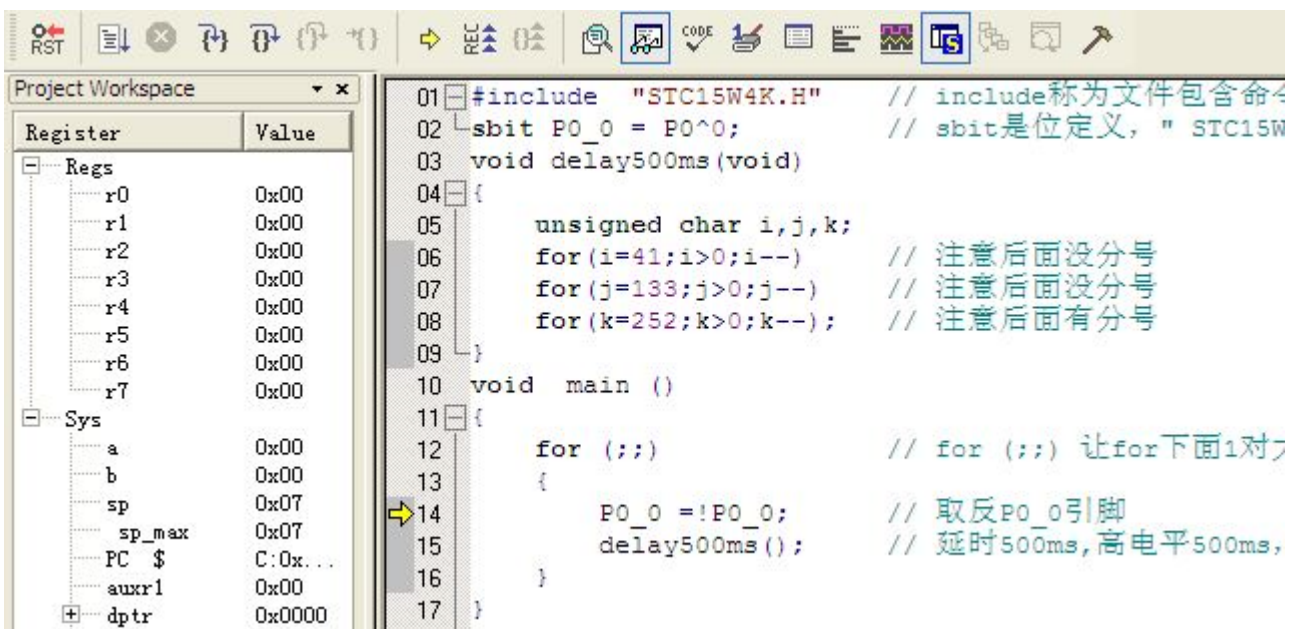 RST
CODE
Project Workspace
Register Value
Regs
r0 0x00
r1 0x00
r2 0x00
r3 0x00
r4 0x00
r5 0x00
r6 0x00
r7 0x00
Sys
a 0x00
b 0x00
sp 0x07
sp_max 0x07
PC $ C:0x...
auxr1 0x00
dptr 0x0000
01 #include "STC15W4K.H" // include称为文件包含命令
02 sbit P0_0 = P0^0; // sbit是位定义，" STC15W
03 void delay500ms(void)
04 {
05 unsigned char i,j,k;
06 for(i=41;i>0;i--) // 注意后面没分号
07 for(j=133;j>0;j--) // 注意后面没分号
08 for(k=252;k>0;k--); // 注意后面有分号
09 }
10 void main ()
11 {
12 for (;;) // for (;;) 让for下面1对
13 {
14 P0_0 =!P0_0; // 取反P0_0引脚
15 delay500ms(); // 延时500ms,高电平500ms,
16 }
17 }